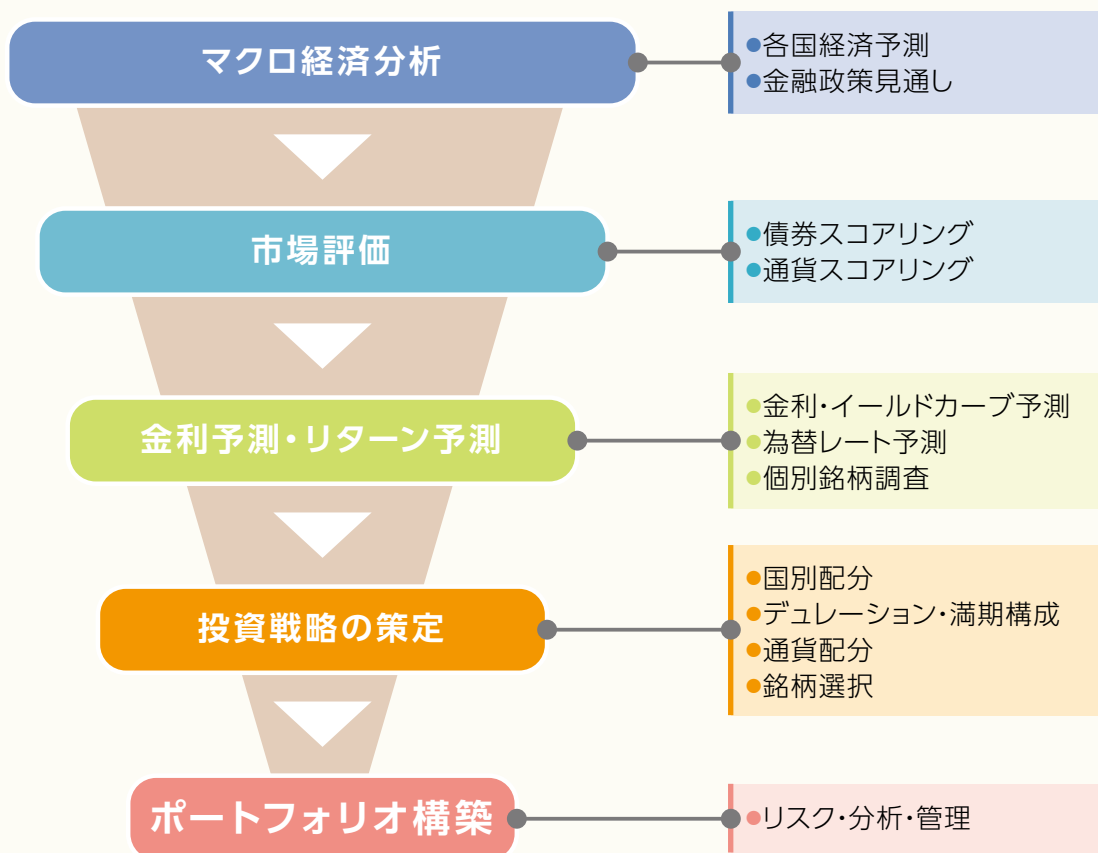 マクロ経済分析
●各国経済予測
●金融政策見通し
市場評価
●債券スコアリング
●通貨スコアリング
金利予測・リターン予測
●金利・イールドカーブ予測
●為替レート予測
●個別銘柄調査
投資戦略の策定
●国別配分
●デュレーション・満期構成
●通貨配分
●銘柄選択
ポートフォリオ構築
●リスク・分析・管理